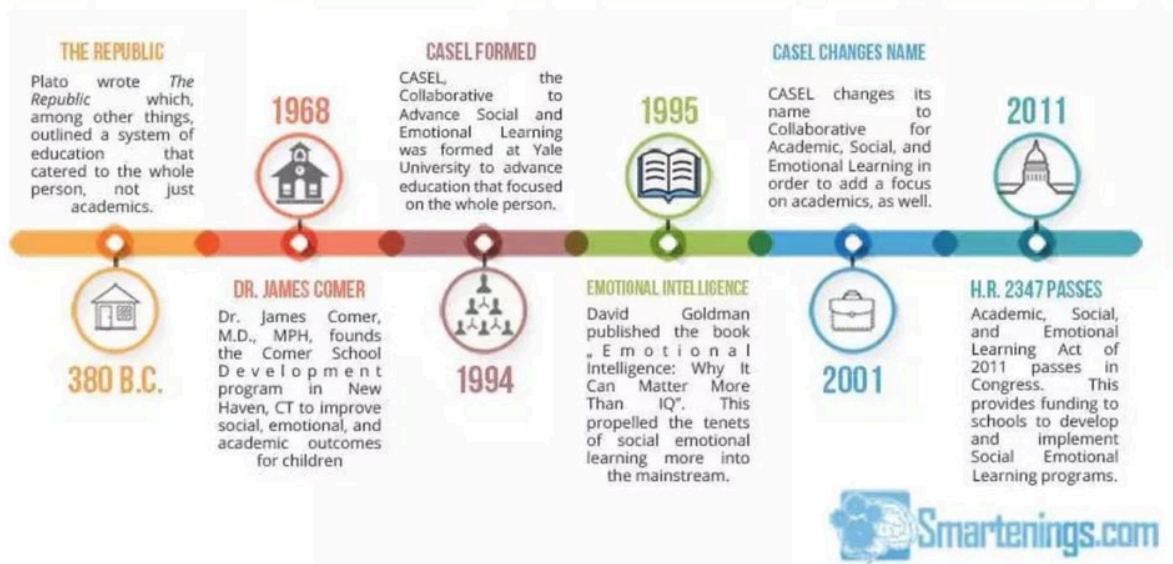 THE REPUBLIC
Plato wrote The
Republic which,
among other things,
outlined a system of
education that
catered to the whole
person, not just
academics.
380 B.C.
1968
DR. JAMES COMER
Dr. James Comer,
M.D., MPH, founds
the Comer School
Development
program in New
Haven, CT to improve
social, emotional, and
academic outcomes
for children
CASEL FORMED
CASEL, the
Collaborative to
Advance Social and
Emotional Learning
was formed at Yale
University to advance
education that focused
on the whole person.
1994
1995
EMOTIONAL INTELLIGENCE
David Goldman
published the book
„Emotional
Intelligence: Why It
Can Matter More
Than IQ”. This
propelled the tenets
of social emotional
learning more into
the mainstream.
CASEL CHANGES NAME
CASEL changes its
name to
Collaborative for
Academic, Social, and
Emotional Learning in
order to add a focus
on academics, as well.
2001
2011
H.R. 2347 PASSES
Academic, Social,
and Emotional
Learning Act of
2011 passes in
Congress. This
provides funding to
schools to develop
and implement
Social Emotional
Learning programs.
Smartenings.com